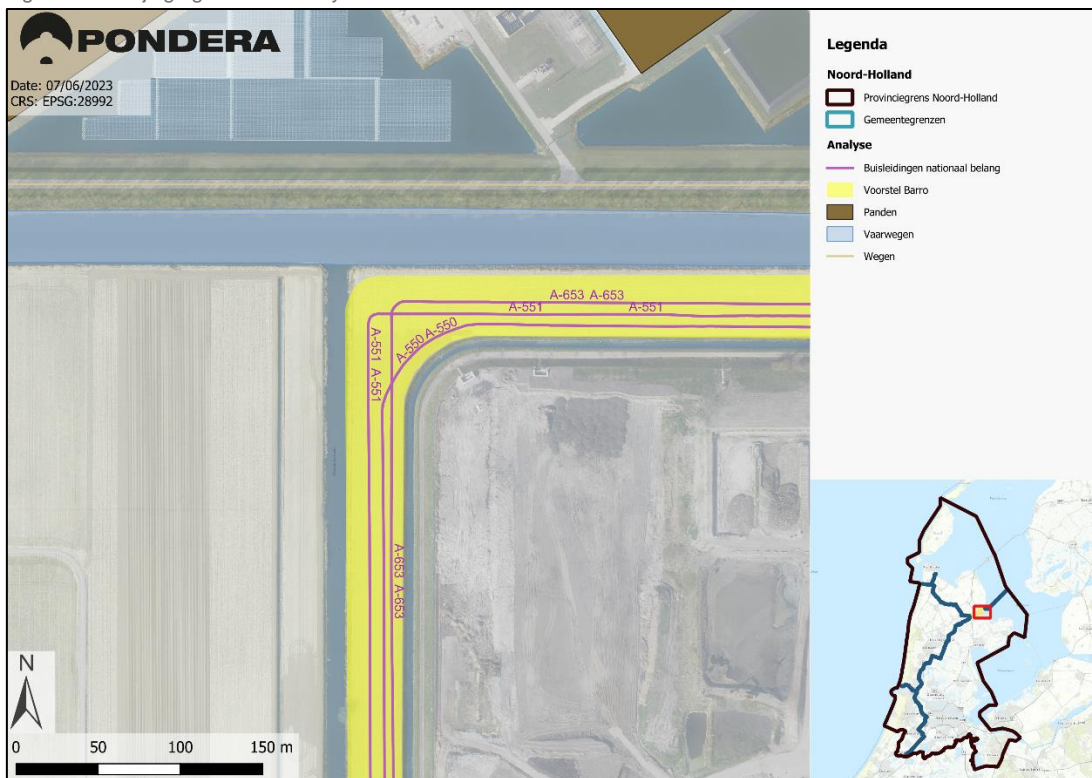 PONDERA
Date: 07/06/2023
CRS: EPSG:28992
A-653 A-653
A-551
A-551
A-550 A-550
A-551 A-551
A-653 A-653
N
0 50 100 150 m
Legenda
Noord-Holland
Provinciegrens Noord-Holland
Gemeentegrenzen
Analyse
Buisleidingen nationaal belang
Voorstel Barro
Panden
Vaarwegen
Wegen